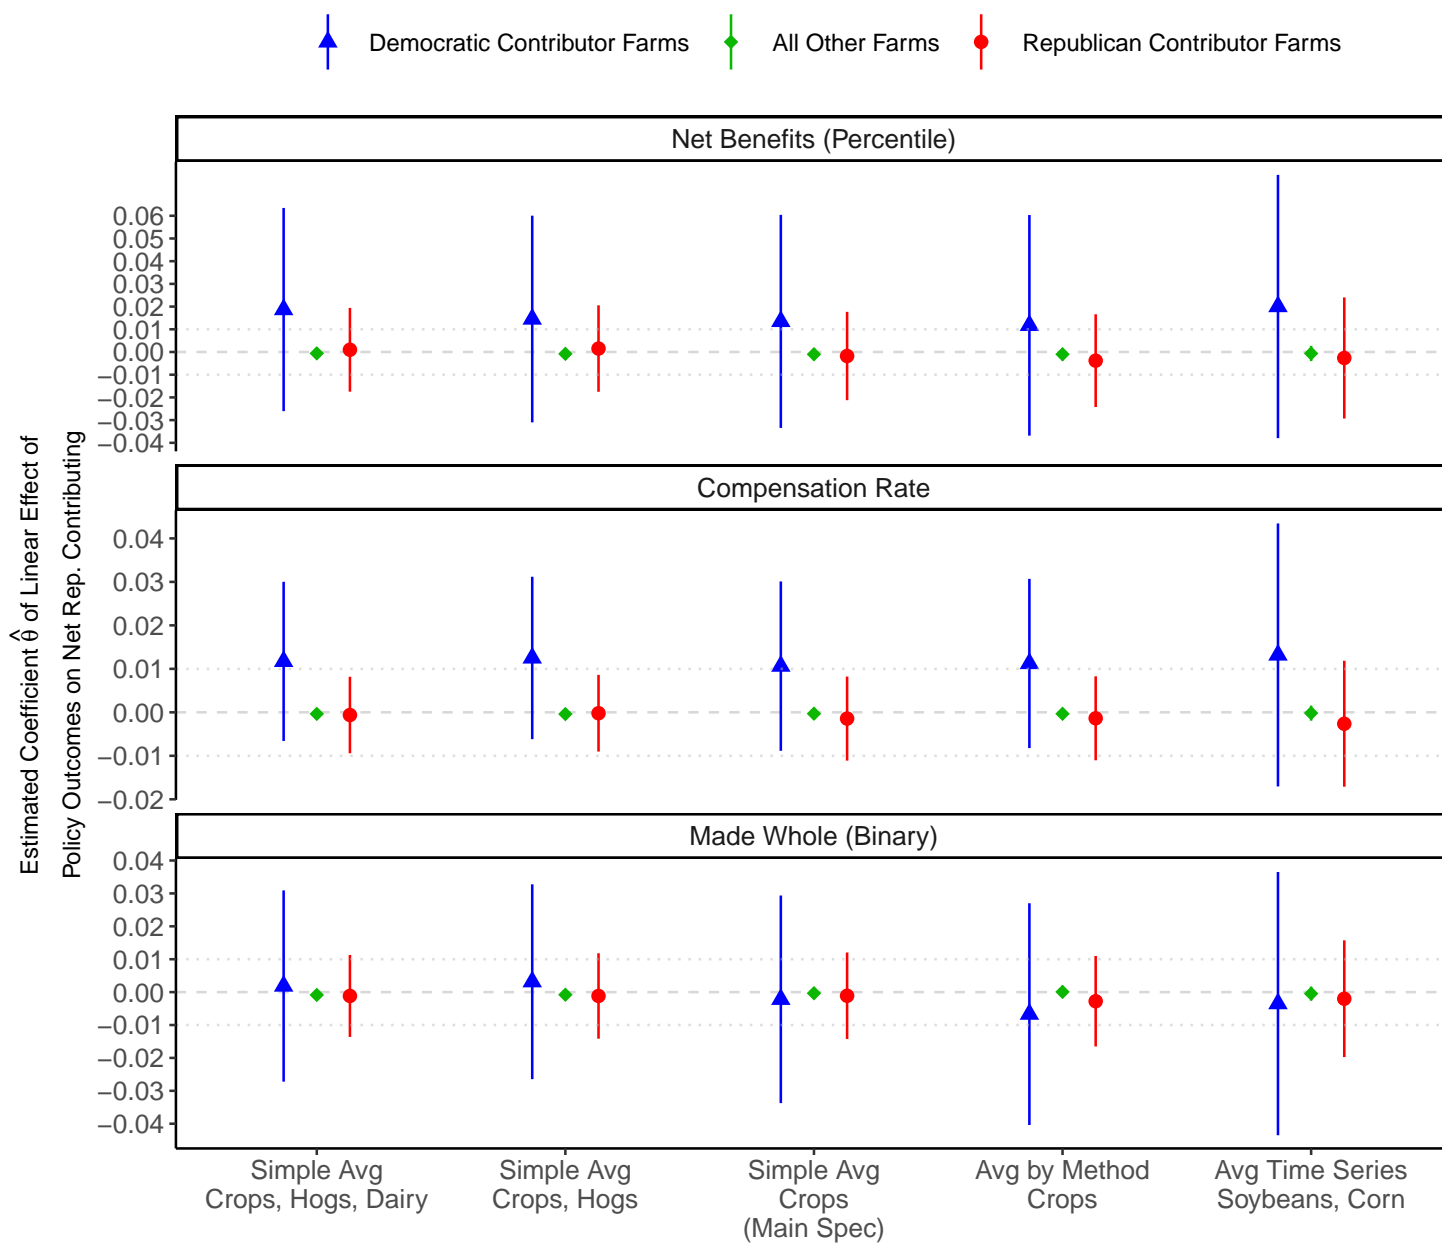 Democratic Contributor Farms
All Other Farms
Republican Contributor Farms
Estimated Coefficient θ̂ of Linear Effect of
Policy Outcomes on Net Rep. Contributing
Net Benefits (Percentile)
0.06
0.05
0.04
0.03
0.02
0.01
0.00
−0.01
−0.02
−0.03
−0.04
Compensation Rate
0.04
0.03
0.02
0.01
0.00
−0.01
−0.02
Made Whole (Binary)
0.04
0.03
0.02
0.01
0.00
−0.01
−0.02
−0.03
−0.04
Simple Avg
Crops, Hogs, Dairy
Simple Avg
Crops, Hogs
Simple Avg
Crops
(Main Spec)
Avg by Method
Crops
Avg Time Series
Soybeans, Corn